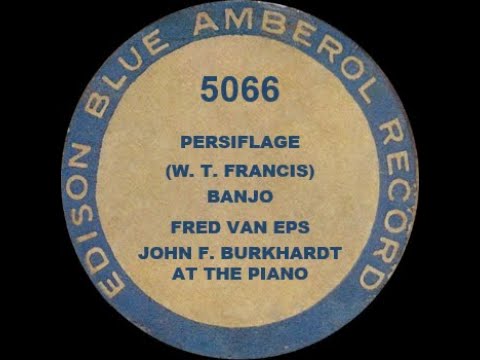 EDISON BLUE AMBEROL RECORD
5066
PERSIFLAGE
(W. T. FRANCIS)
BANJO
FRED VAN EPS
JOHN F. BURKHARDT
AT THE PIANO